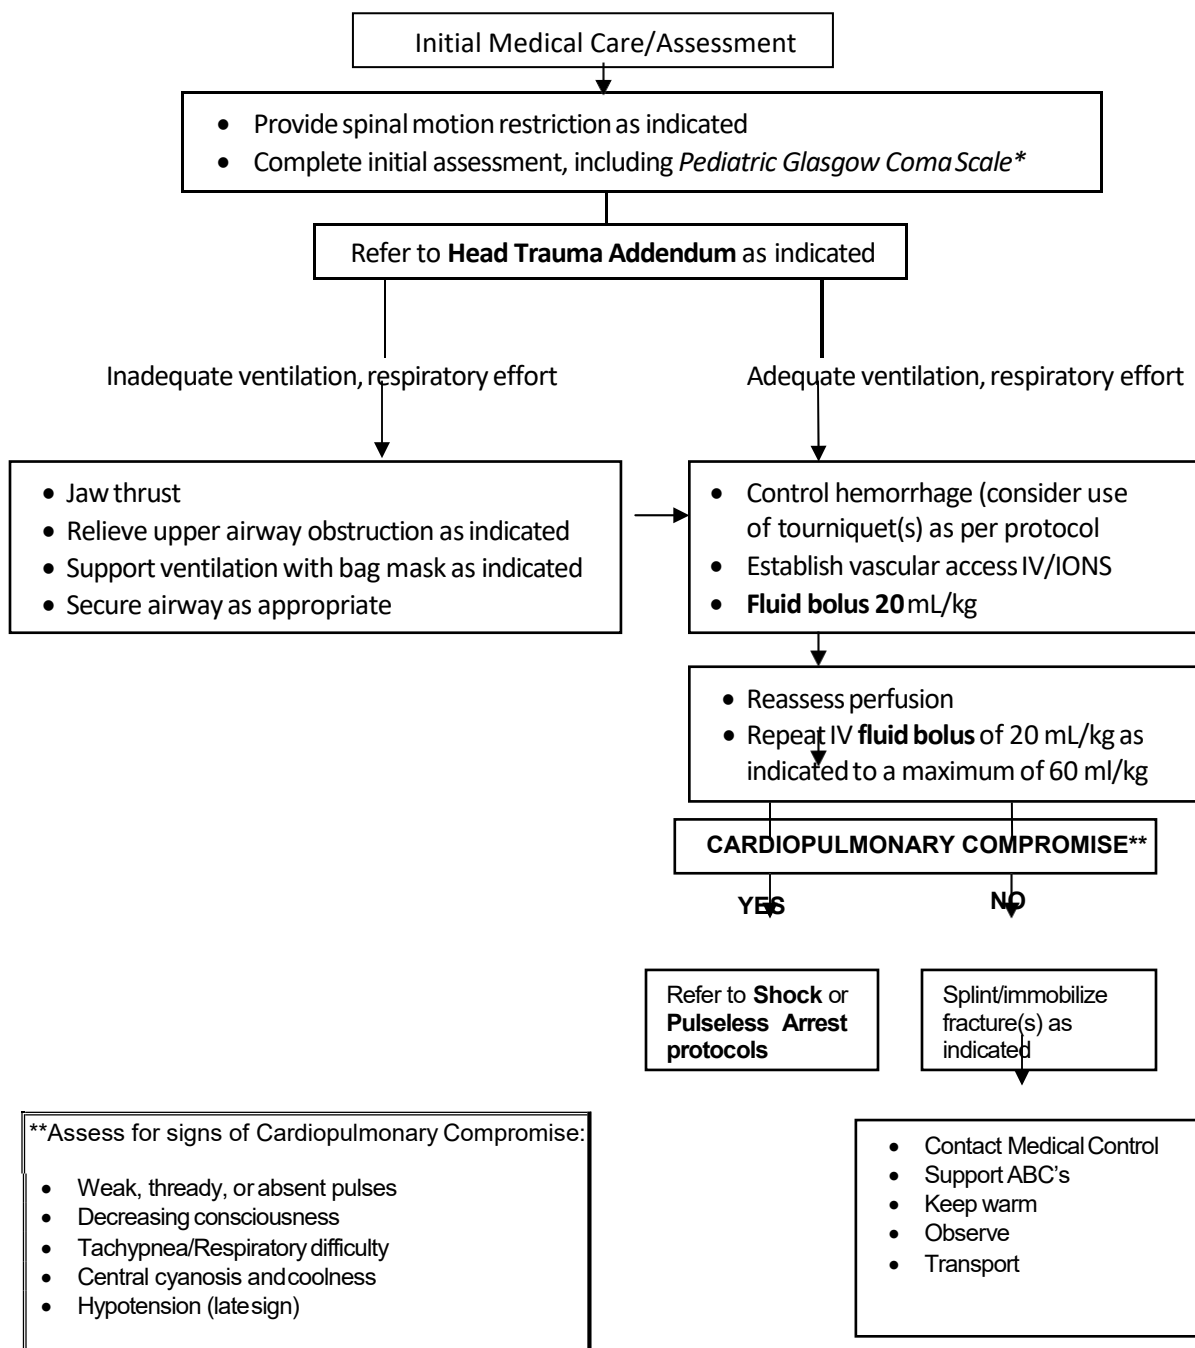 Initial Medical Care/Assessment
• Provide spinal motion restriction as indicated
• Complete initial assessment, including Pediatric Glasgow Coma Scale*
Refer to Head Trauma Addendum as indicated
Inadequate ventilation, respiratory effort
Adequate ventilation, respiratory effort
• Jaw thrust
• Relieve upper airway obstruction as indicated
• Support ventilation with bag mask as indicated
• Secure airway as appropriate
• Control hemorrhage (consider use
of tourniquet(s) as per protocol
• Establish vascular access IV/IONS
• Fluid bolus 20 mL/kg
• Reassess perfusion
• Repeat IV fluid bolus of 20 mL/kg as
indicated to a maximum of 60 ml/kg
CARDIOPULMONARY COMPROMISE**
YES
NO
Refer to Shock or
Pulseless Arrest
protocols
Splint/immobilize
fracture(s) as
indicated
**Assess for signs of Cardiopulmonary Compromise:
• Weak, thready, or absent pulses
• Decreasing consciousness
• Tachypnea/Respiratory difficulty
• Central cyanosis and coolness
• Hypotension (late sign)
• Contact Medical Control
• Support ABC's
• Keep warm
• Observe
• Transport